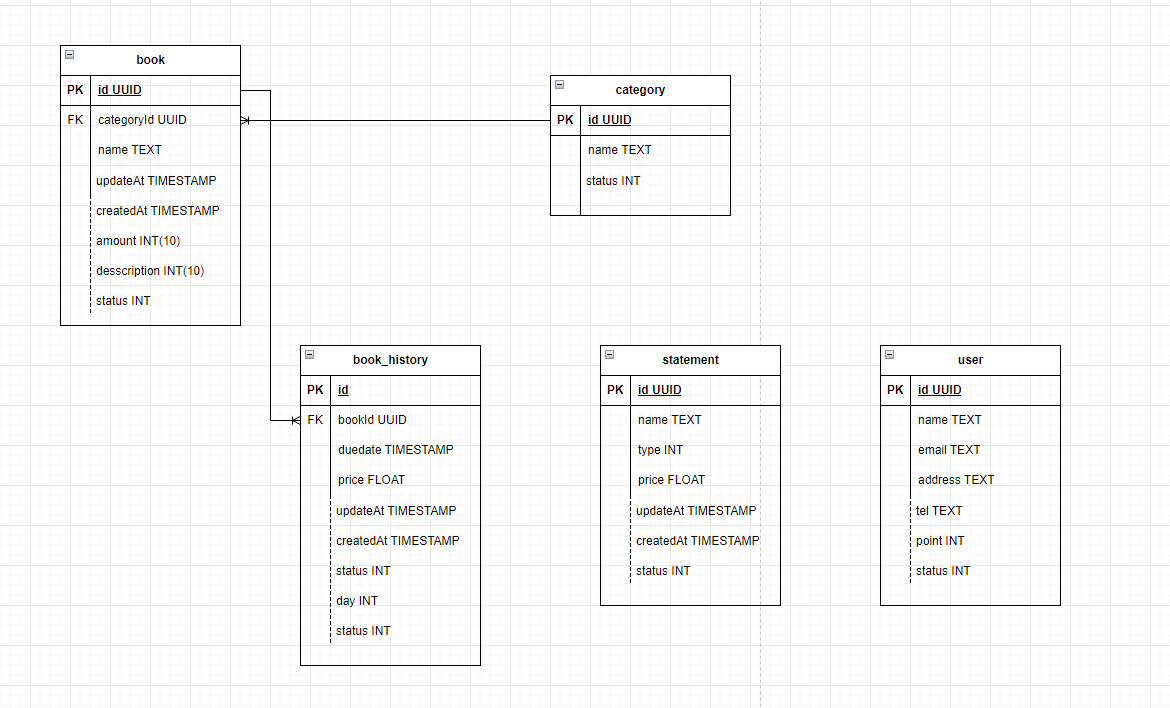 book
PK id UUID
FK categoryId UUID
name TEXT
updateAt TIMESTAMP
createdAt TIMESTAMP
amount INT(10)
desscription INT(10)
status INT
category
PK id UUID
name TEXT
status INT
book_history
PK id
FK bookId UUID
duedate TIMESTAMP
price FLOAT
updateAt TIMESTAMP
createdAt TIMESTAMP
status INT
day INT
status INT
statement
PK id UUID
name TEXT
type INT
price FLOAT
updateAt TIMESTAMP
createdAt TIMESTAMP
status INT
user
PK id UUID
name TEXT
email TEXT
address TEXT
tel TEXT
point INT
status INT